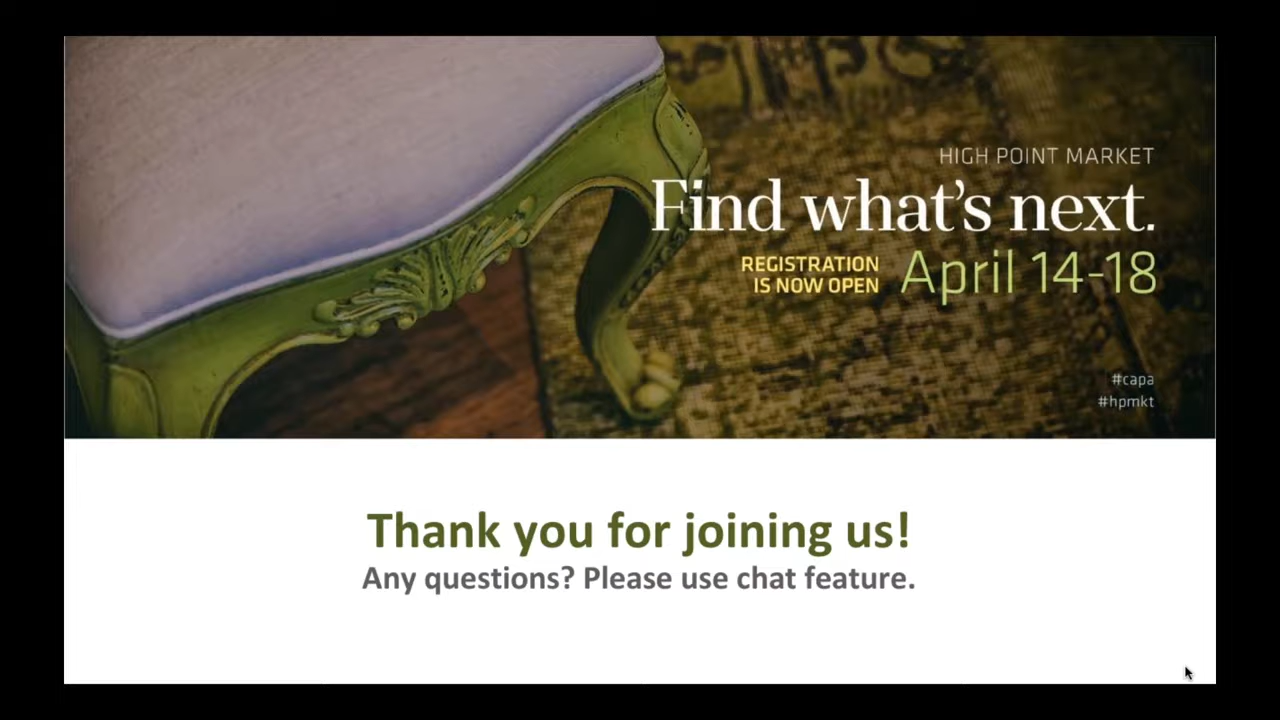 HIGH POINT MARKET
Find what's next.
REGISTRATION
IS NOW OPEN
April 14-18
#capa
#hpmkt
Thank you for joining us!
Any questions? Please use chat feature.